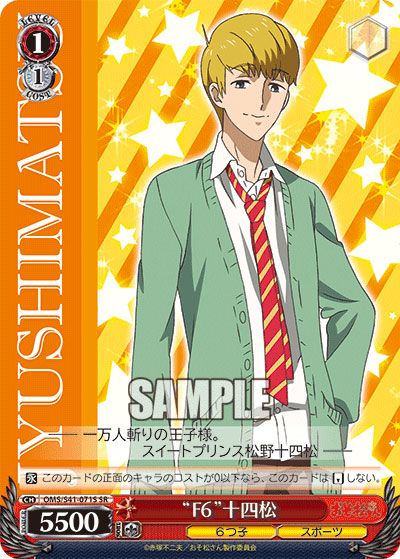 LEVEL
1
1
COST
YUSHIMATS
SAMPLE
── 一万人斬りの王子様。
スイートプリンス松野十四松 ──
永 このカードの正面のキャラのコストが0以下なら、このカードは[]しない。
CH OMS/S41-071S SR
“F6”十四松
5500
6つ子
スポーツ
©赤塚不二夫／おそ松さん製作委員会